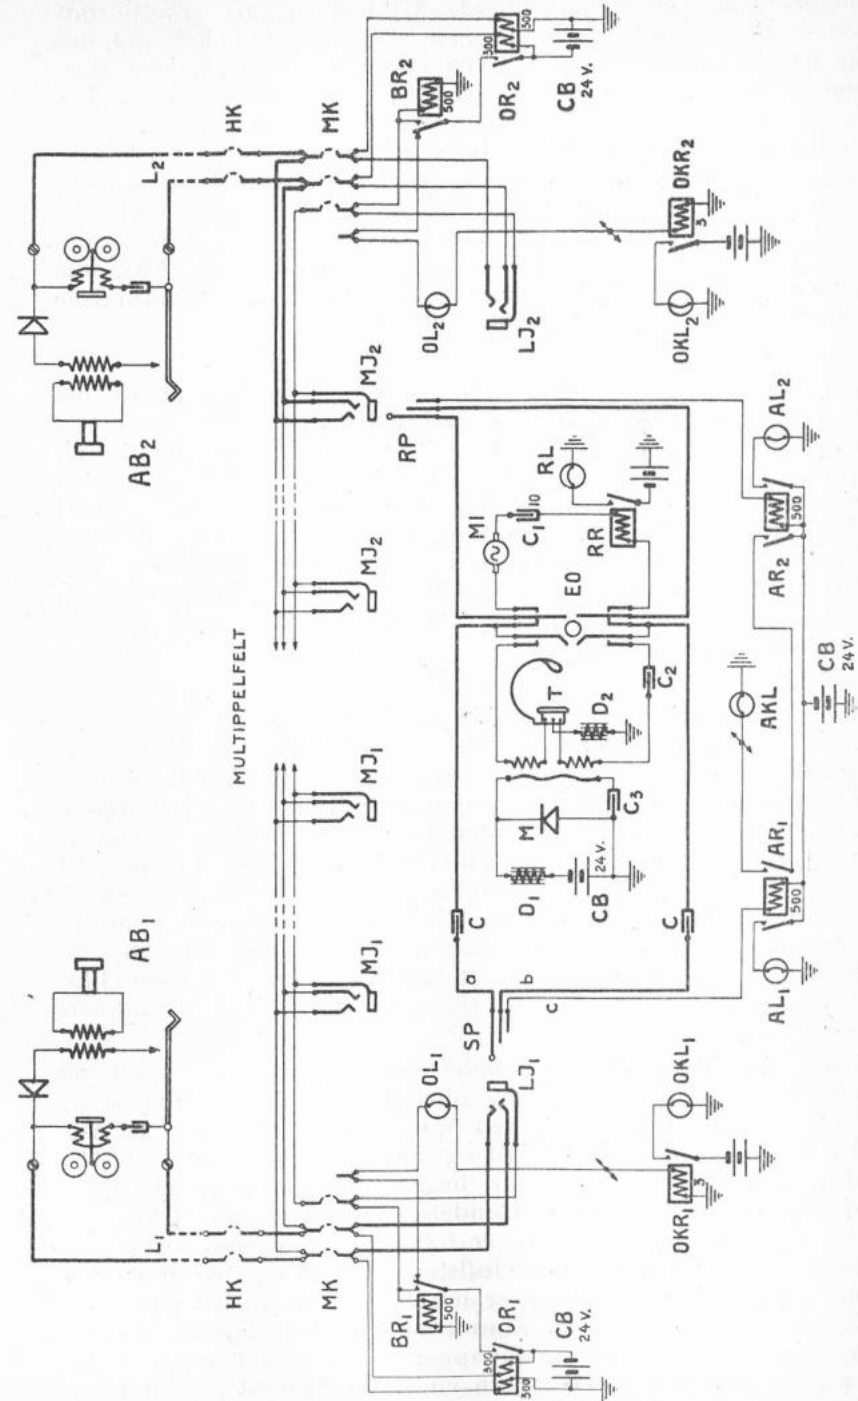 AB₁
AB₂
L₁
L₂
HK
HK
MK
MK
MULTIPPELFELT
MJ₁
MJ₁
MJ₂
MJ₂
BR₁
500
OR₁
500
500
CB
24 V.
BR₂
500
OR₂
500
500
CB
24 V.
OL₁
LJ₁
OL₂
LJ₂
OKR₁
3
OKL₁
OKR₂
3
OKL₂
SP
a
b
c
C
C
RP
D₁
CB
24 V.
M
C₃
T
D₂
C₂
EO
MI
C₁
10
RR
RL
AL₁
AR₁
500
AKL
CB
24 V.
AR₂
500
AL₂